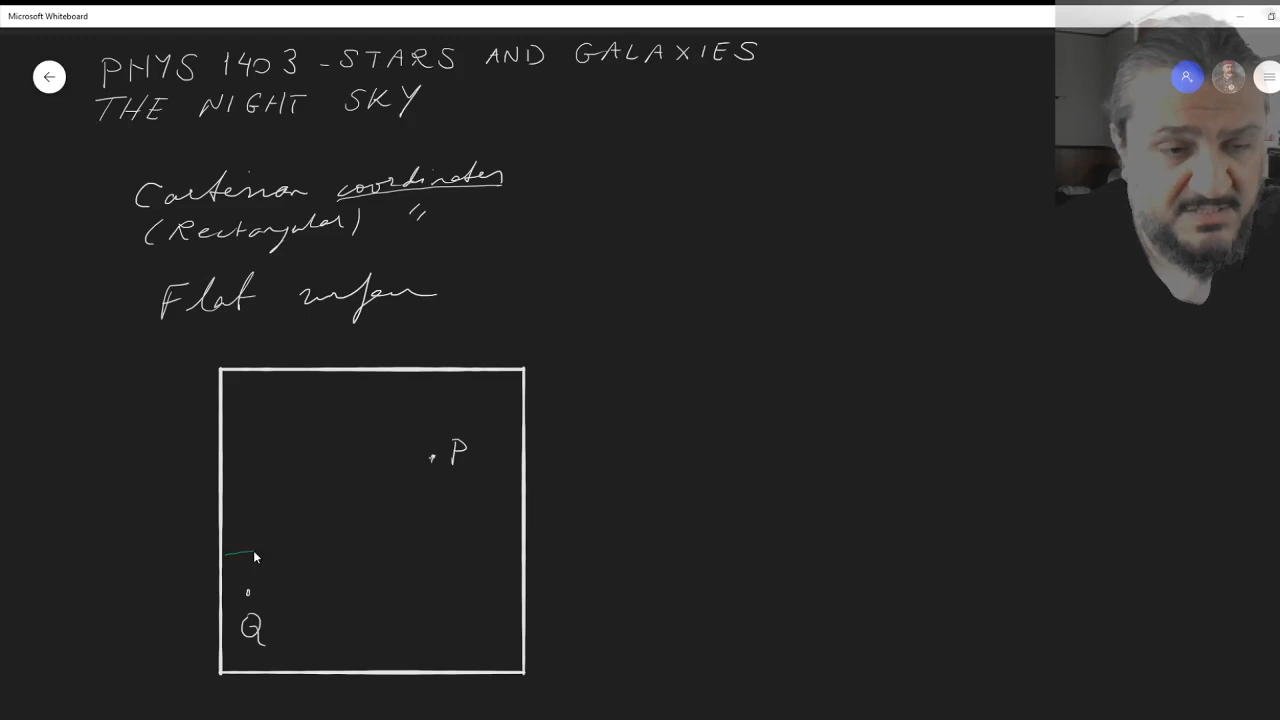 Microsoft Whiteboard
PHYS 1403 - STARS AND GALAXIES
THE NIGHT SKY
Cartesian coordinates
(Rectangular) "
Flat surface
P
Q